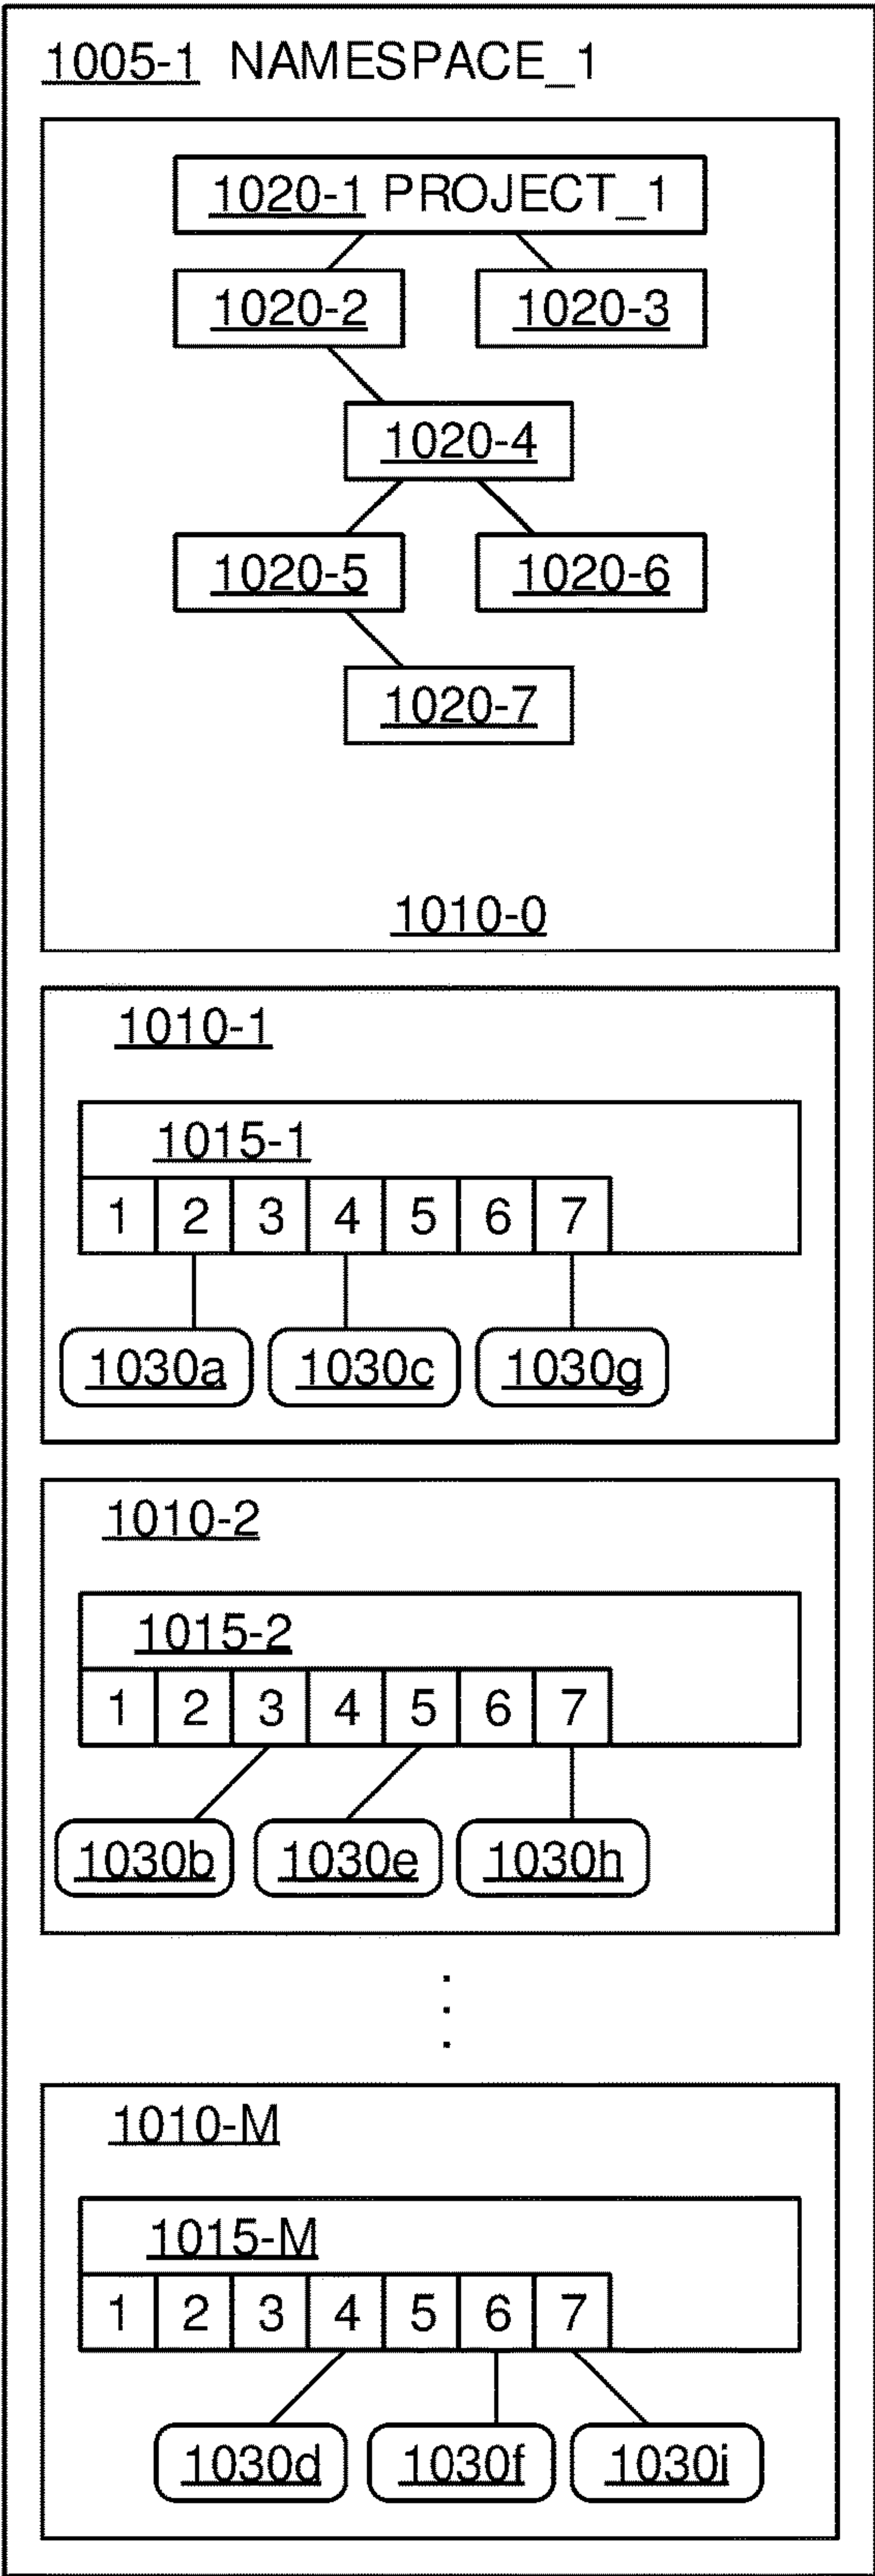 1005-1 NAMESPACE_1
1020-1 PROJECT_1
1020-2 1020-3
1020-4
1020-5 1020-6
1020-7
1010-0
1010-1
1015-1
1 2 3 4 5 6 7
1030a 1030c 1030g
1010-2
1015-2
1 2 3 4 5 6 7
1030b 1030e 1030h
1010-M
1015-M
1 2 3 4 5 6 7
1030d 1030f 1030i